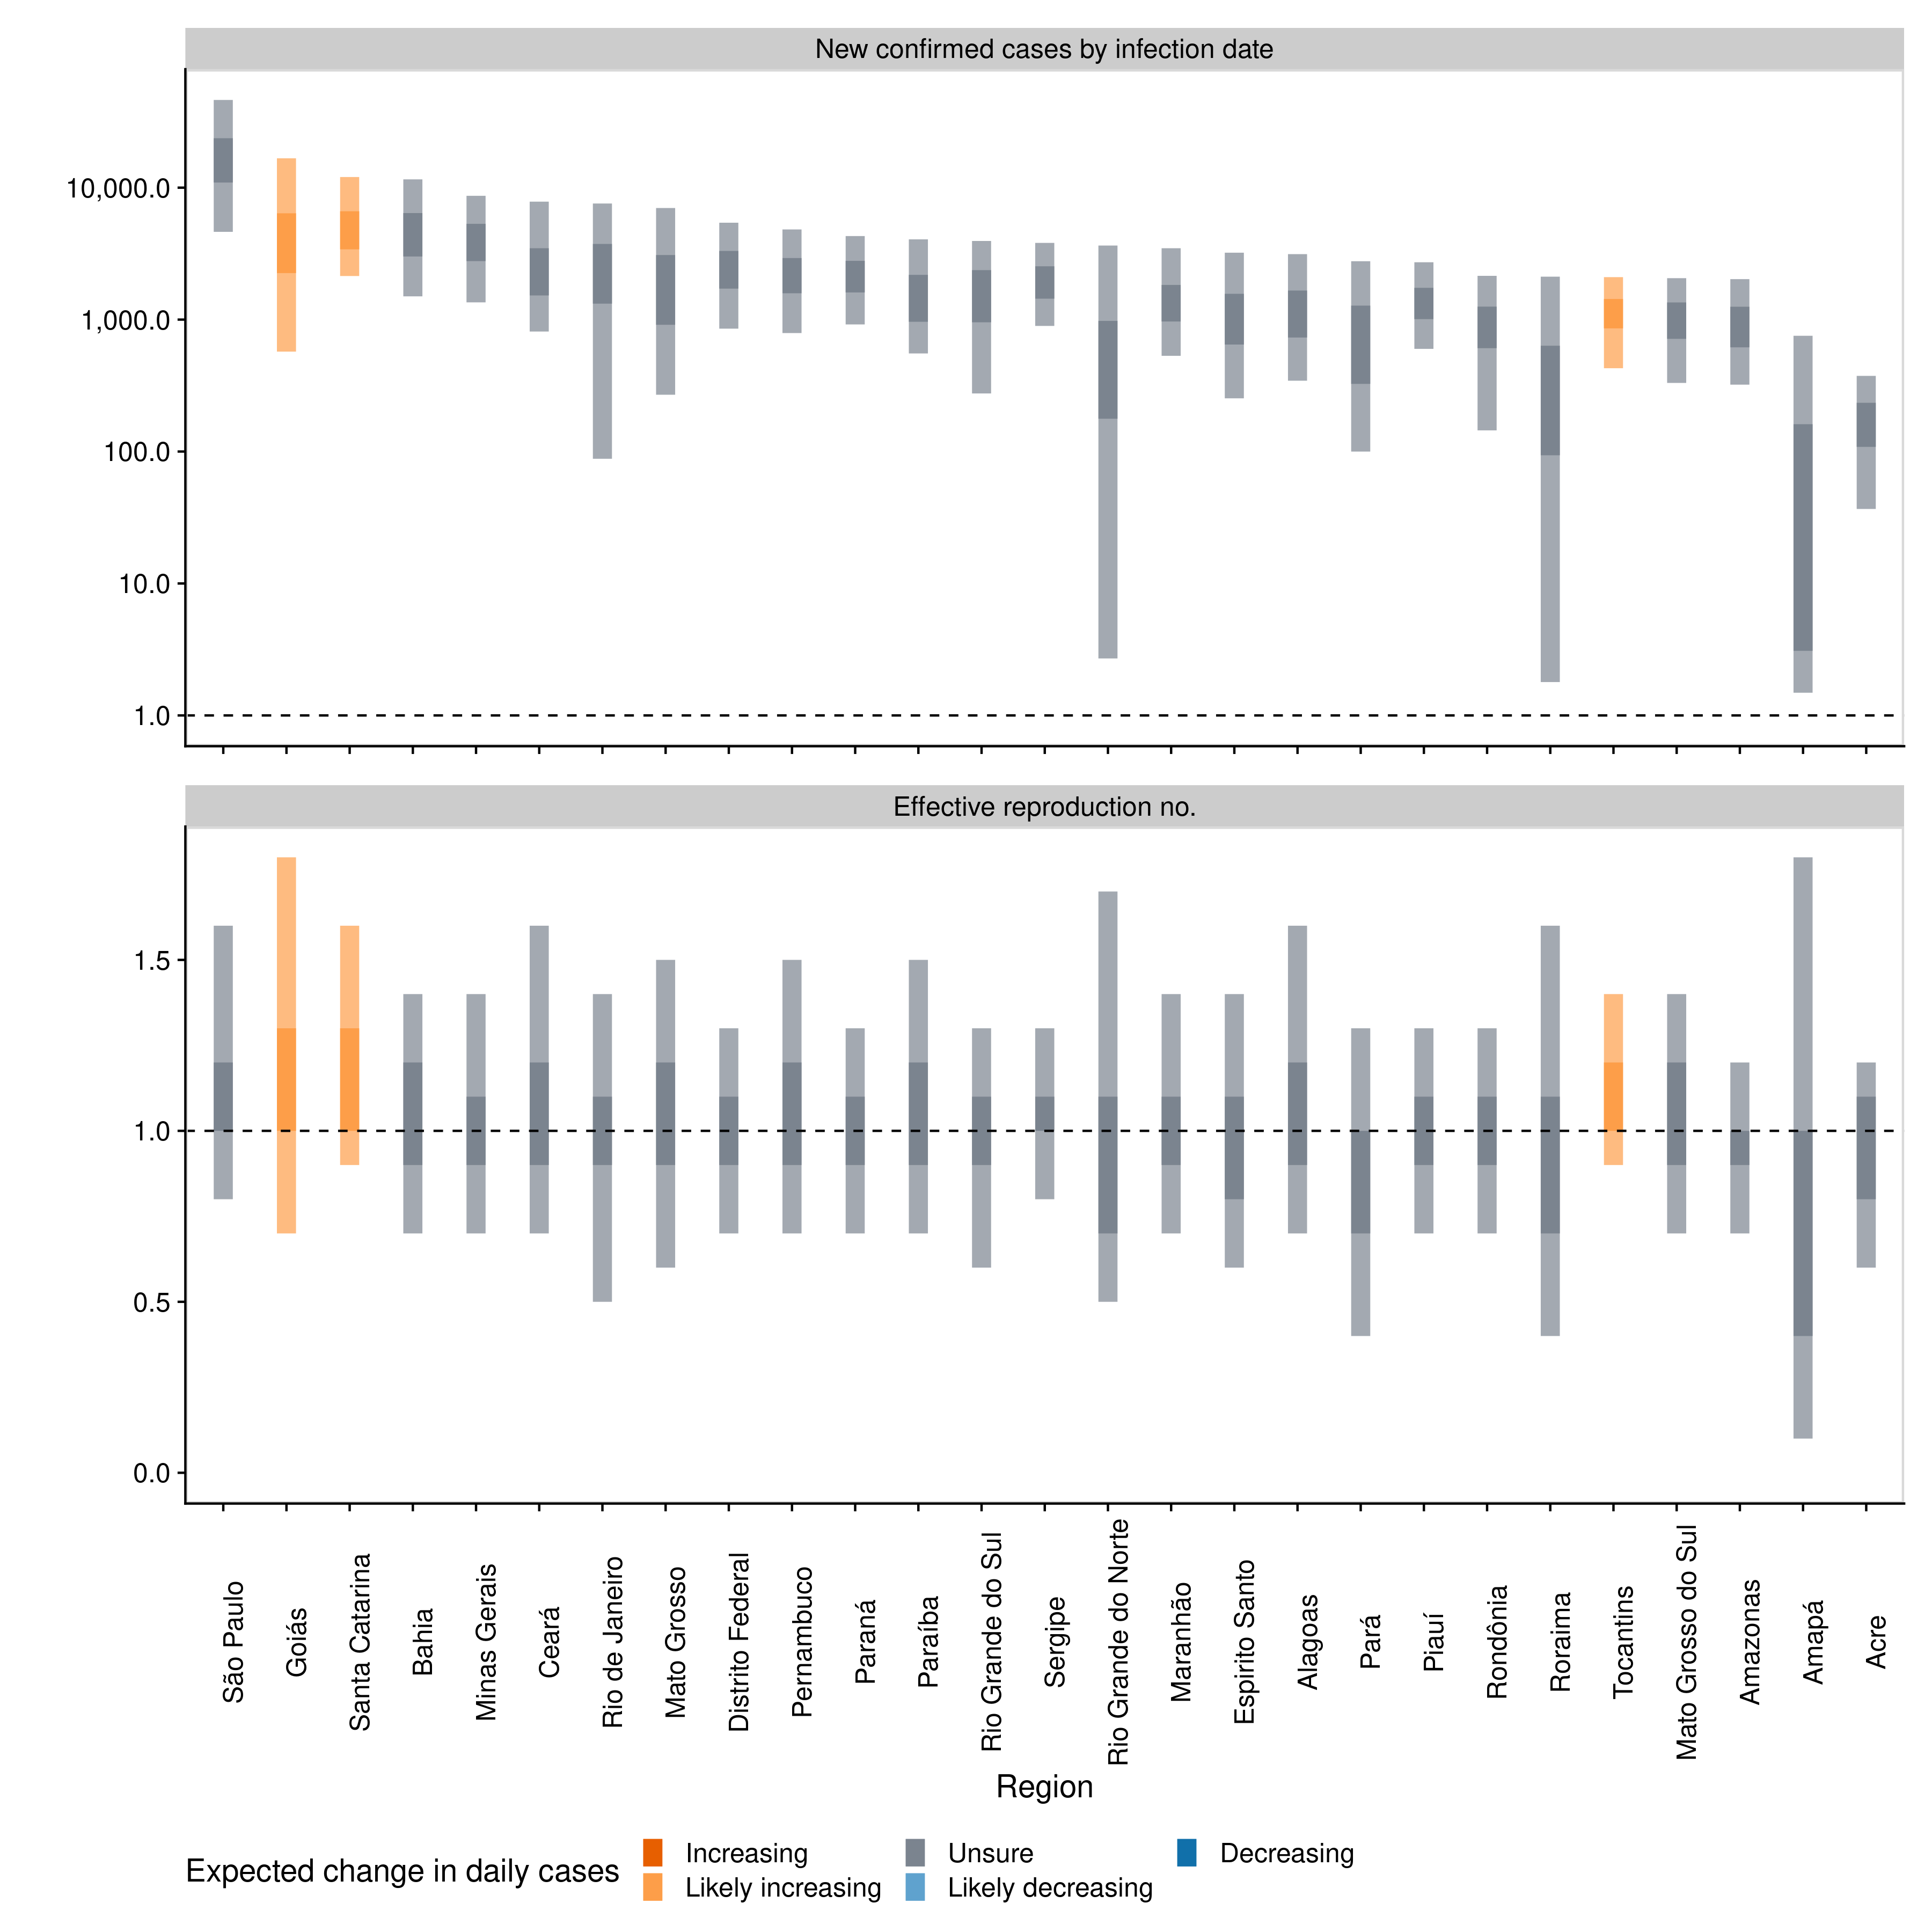 New confirmed cases by infection date
10,000.0
1,000.0
100.0
10.0
1.0
Effective reproduction no.
1.5
1.0
0.5
0.0
São Paulo
Goiás
Santa Catarina
Bahia
Minas Gerais
Ceará
Rio de Janeiro
Mato Grosso
Distrito Federal
Pernambuco
Paraná
Paraíba
Rio Grande do Sul
Sergipe
Rio Grande do Norte
Maranhão
Espirito Santo
Alagoas
Pará
Piauí
Rondônia
Roraima
Tocantins
Mato Grosso do Sul
Amazonas
Amapá
Acre
Region
Expected change in daily cases
Increasing
Likely increasing
Unsure
Likely decreasing
Decreasing